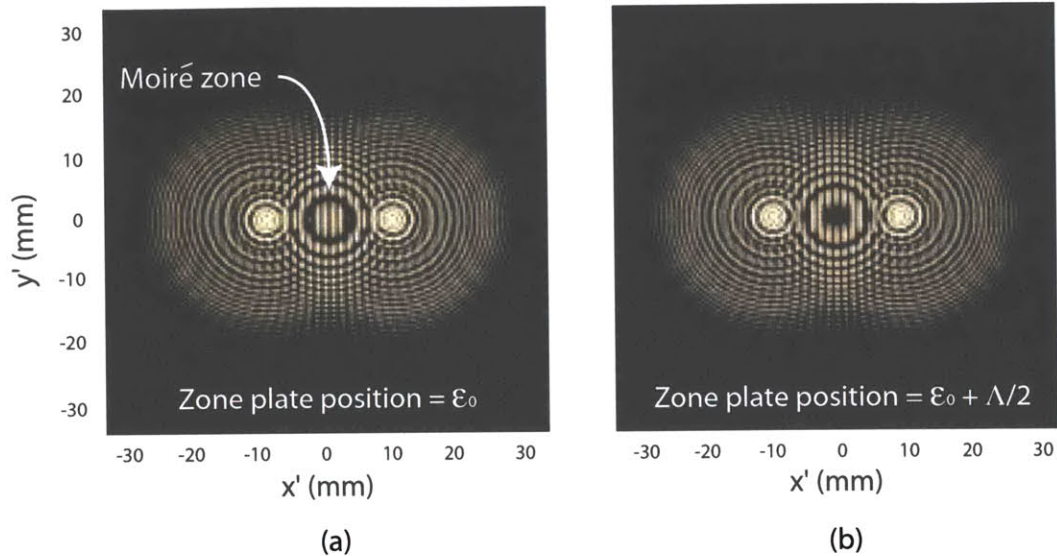 Moiré zone
Zone plate position = ε₀
Zone plate position = ε₀ + Λ/2
y' (mm)
30
20
10
0
-10
-20
-30
-30 -20 -10 0 10 20 30
x' (mm)
(a)
-30 -20 -10 0 10 20 30
x' (mm)
(b)